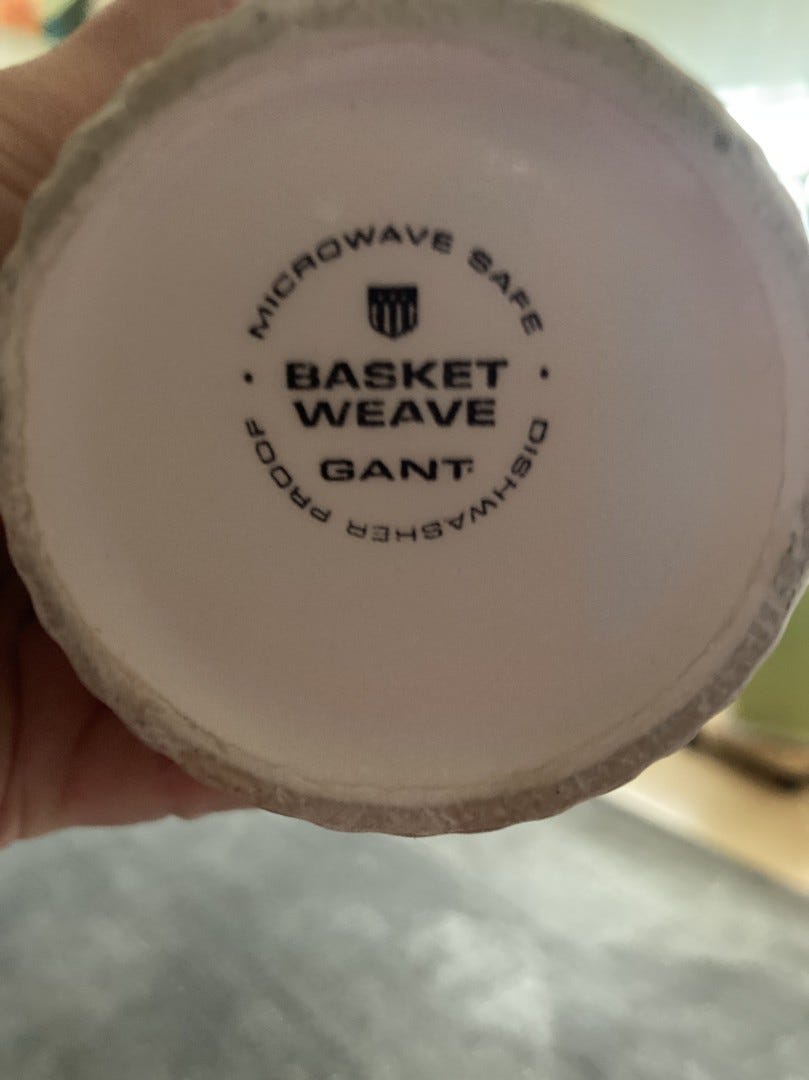 MICROWAVE SAFE
BASKET
WEAVE
GANT
DISHWASHER PROOF